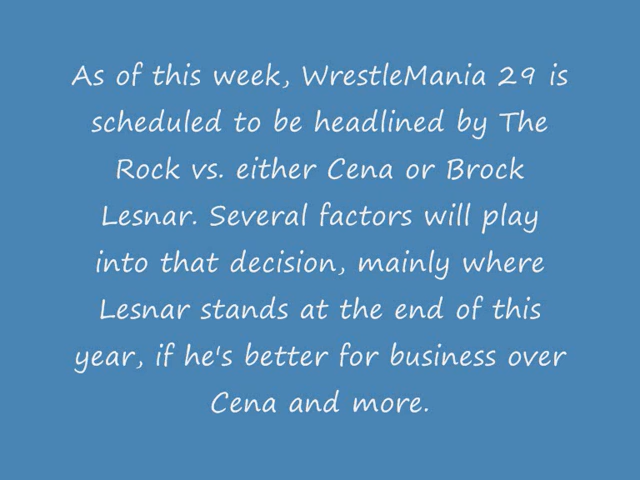 As of this week, WrestleMania 29 is
scheduled to be headlined by The
Rock vs. either Cena or Brock
Lesnar. Several factors will play
into that decision, mainly where
Lesnar stands at the end of this
year, if he's better for business over
Cena and more.